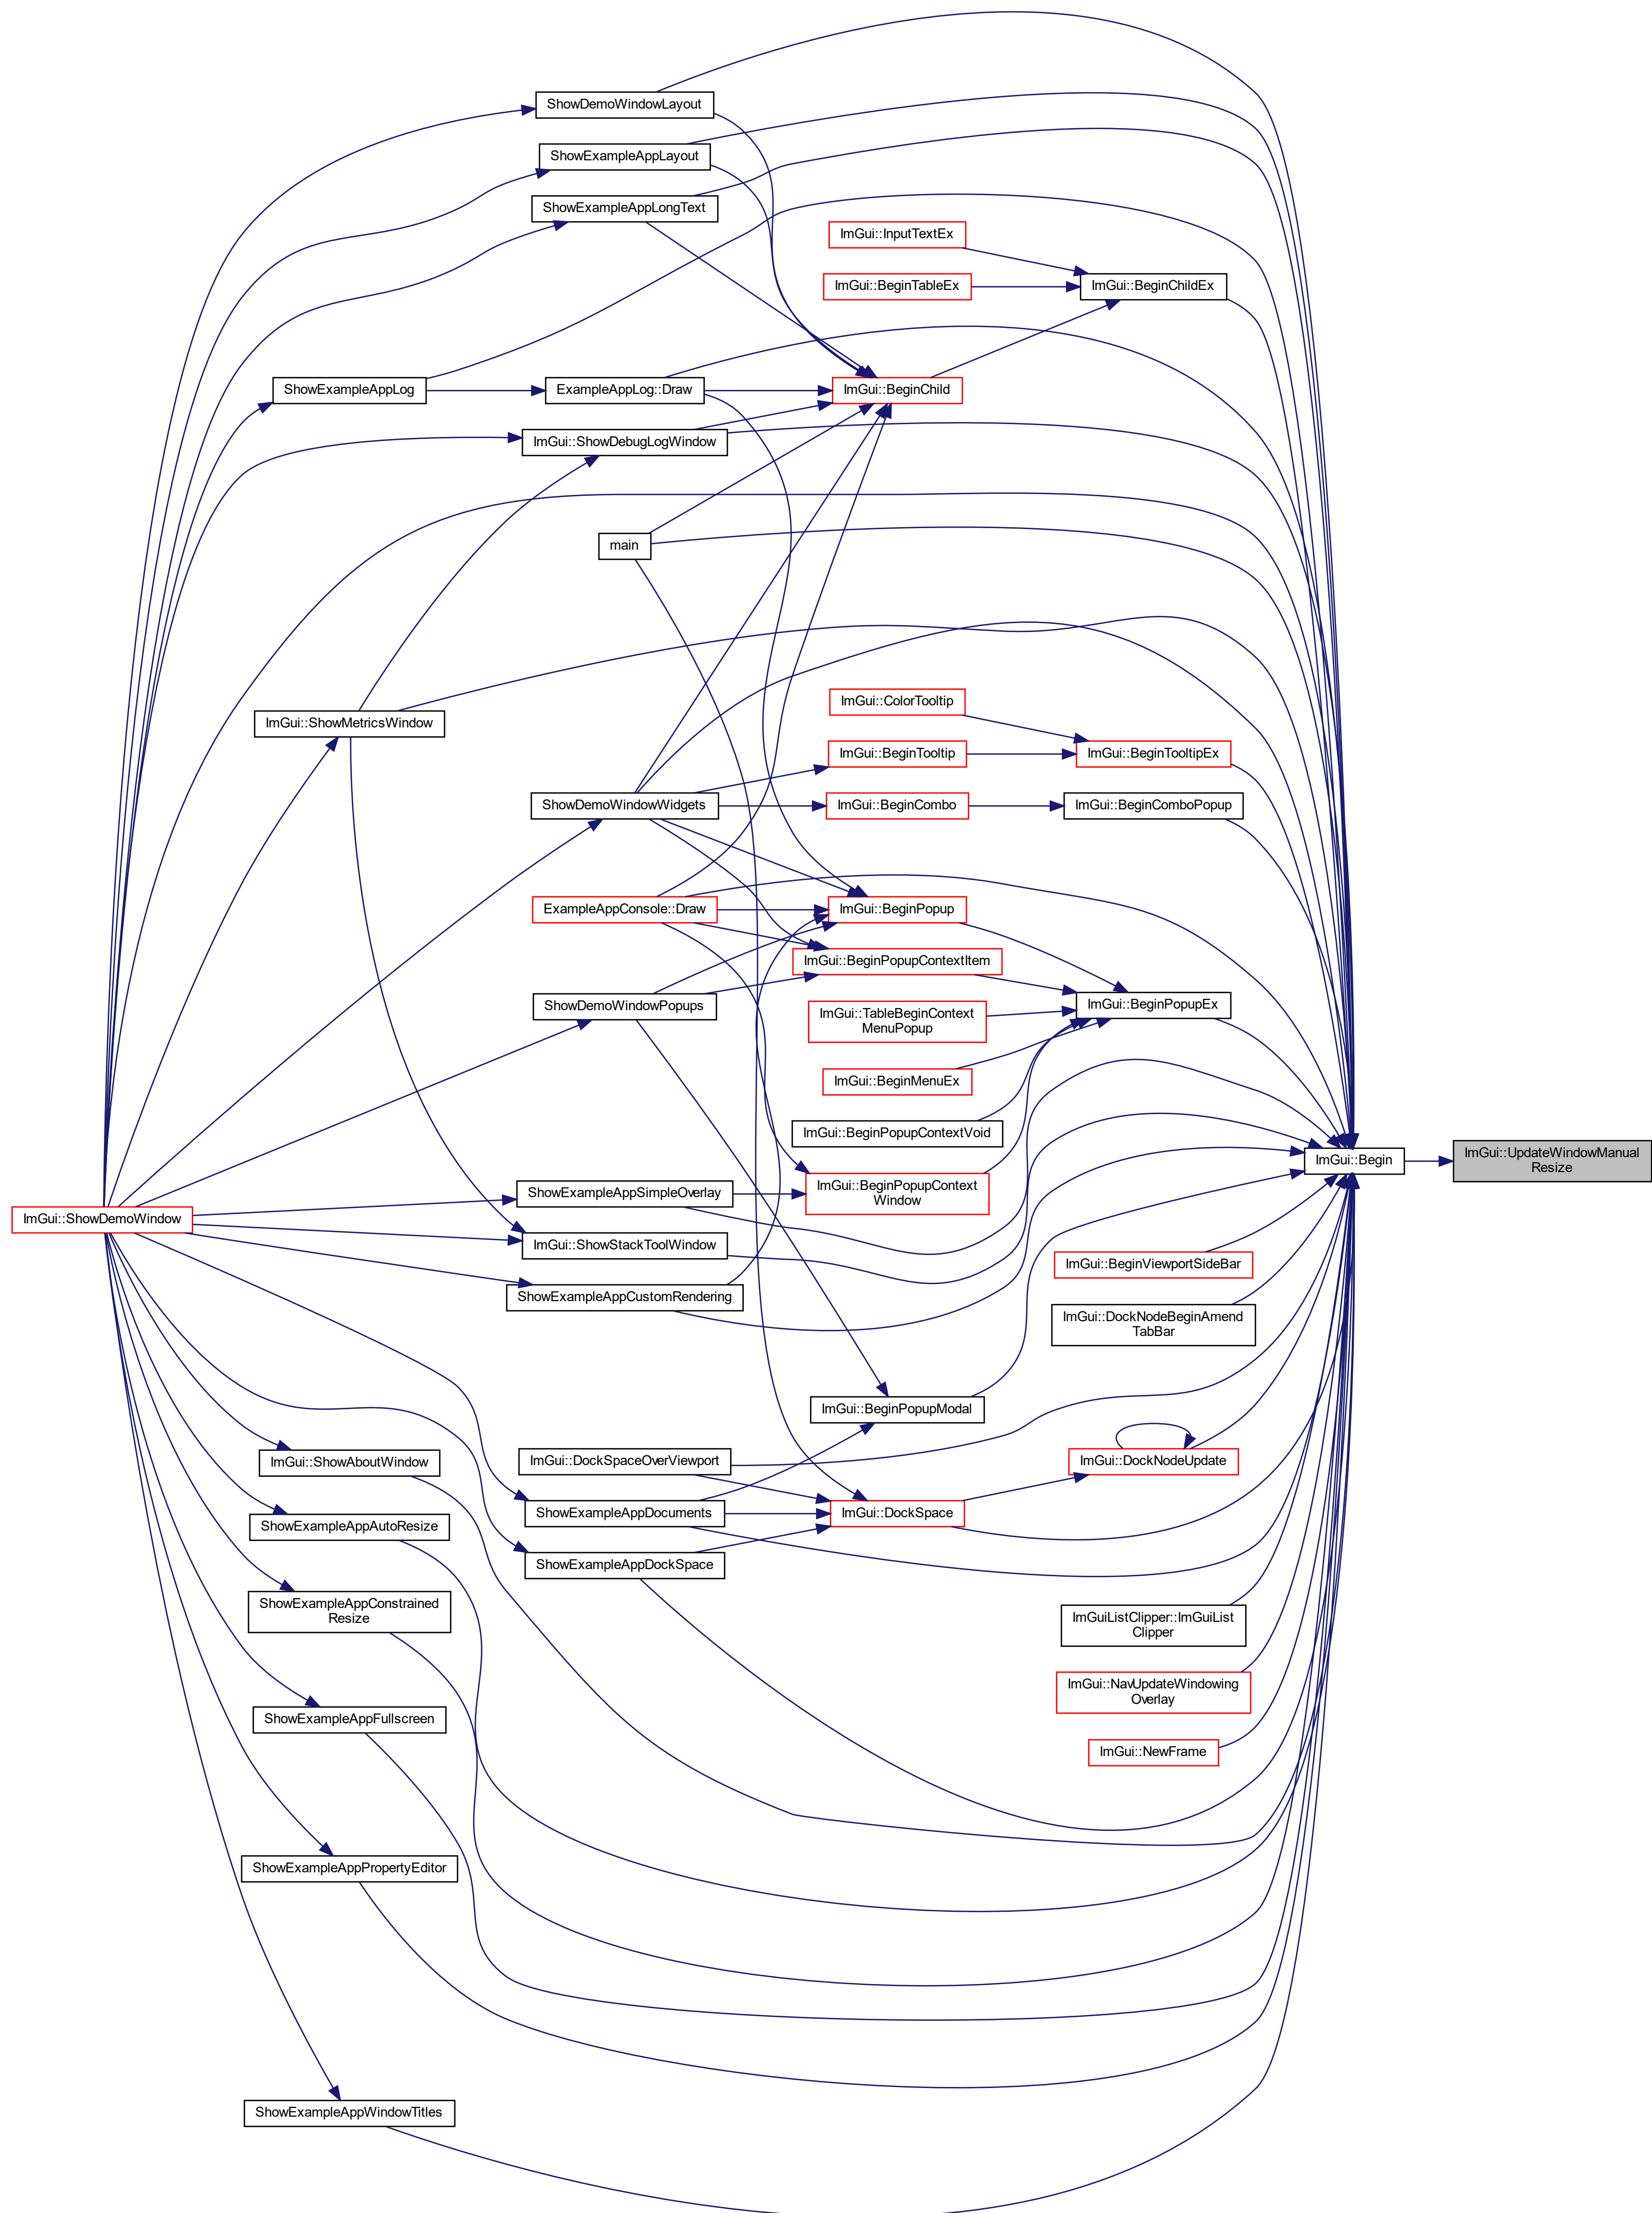 ShowDemoWindowLayout
ShowExampleAppLayout
ShowExampleAppLongText
ImGui::InputTextEx
ImGui::BeginTableEx
ImGui::BeginChildEx
ShowExampleAppLog
ExampleAppLog::Draw
ImGui::BeginChild
ImGui::ShowDebugLogWindow
main
ImGui::ColorTooltip
ImGui::ShowMetricsWindow
ImGui::BeginTooltip
ImGui::BeginTooltipEx
ShowDemoWindowWidgets
ImGui::BeginCombo
ImGui::BeginComboPopup
ExampleAppConsole::Draw
ImGui::BeginPopup
ImGui::BeginPopupContextItem
ShowDemoWindowPopups
ImGui::BeginPopupEx
ImGui::TableBeginContext
MenuPopup
ImGui::BeginMenuEx
ImGui::BeginPopupContextVoid
ImGui::Begin
ImGui::UpdateWindowManual
Resize
ShowExampleAppSimpleOverlay
ImGui::BeginPopupContext
Window
ImGui::ShowDemoWindow
ImGui::ShowStackToolWindow
ImGui::BeginViewportSideBar
ShowExampleAppCustomRendering
ImGui::DockNodeBeginAmend
TabBar
ImGui::BeginPopupModal
ImGui::ShowAboutWindow
ImGui::DockSpaceOverViewport
ImGui::DockNodeUpdate
ShowExampleAppDocuments
ImGui::DockSpace
ShowExampleAppAutoResize
ShowExampleAppDockSpace
ShowExampleAppConstrained
Resize
ImGuiListClipper::ImGuiList
Clipper
ImGui::NavUpdateWindowing
Overlay
ShowExampleAppFullscreen
ImGui::NewFrame
ShowExampleAppPropertyEditor
ShowExampleAppWindowTitles